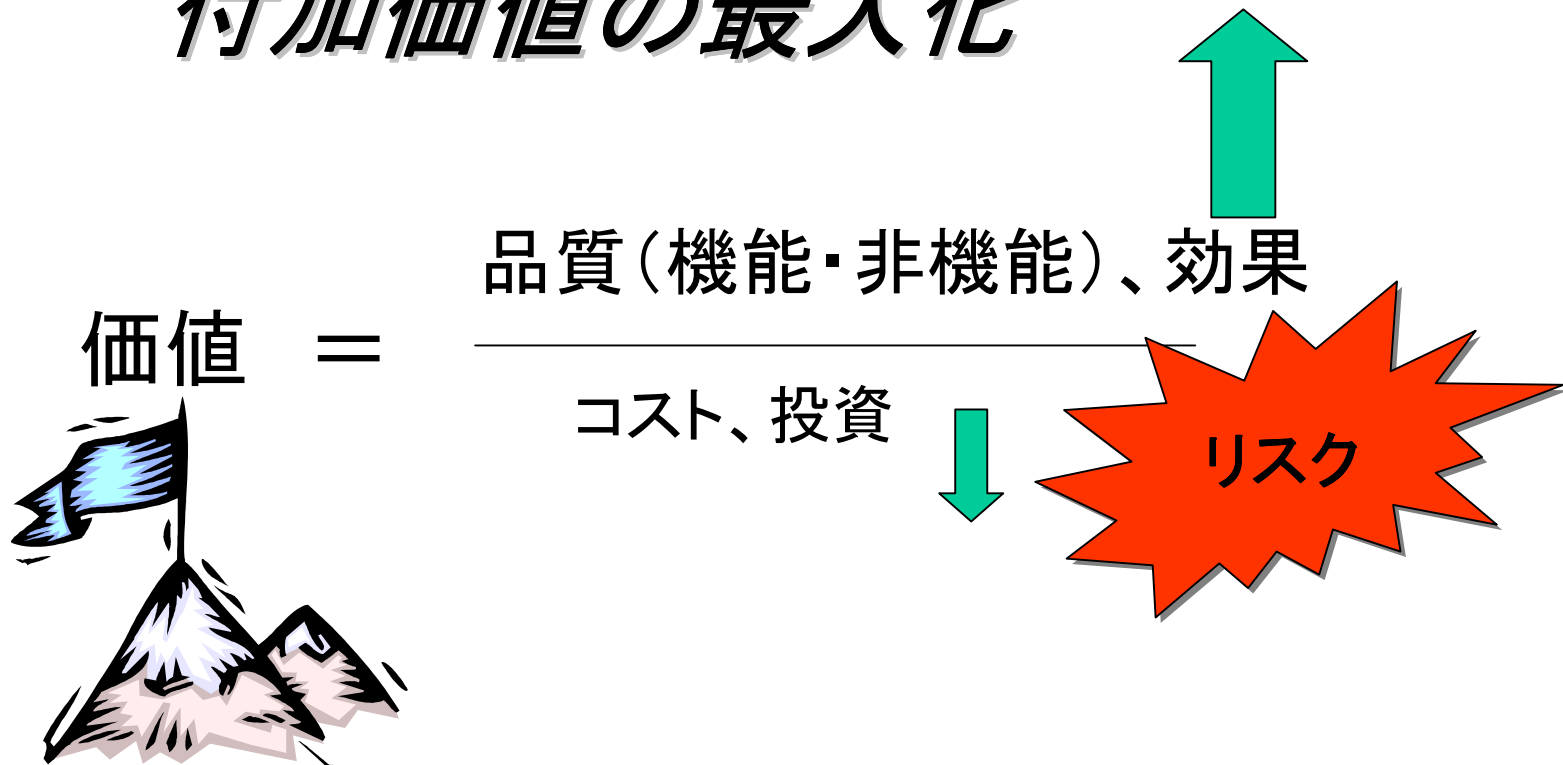 付加価値の最大化
品質(機能・非機能)、効果
価値 =
コスト、投資
リスク